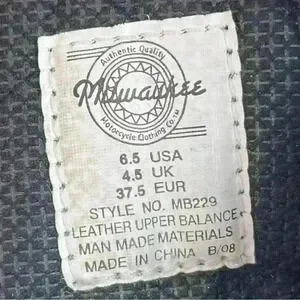 Authentic Quality
Milwaukee
Motorcycle Clothing Co.™
6.5 USA
4.5 UK
37.5 EUR
STYLE NO. MB229
LEATHER UPPER BALANCE
MAN MADE MATERIALS
MADE IN CHINA B/08